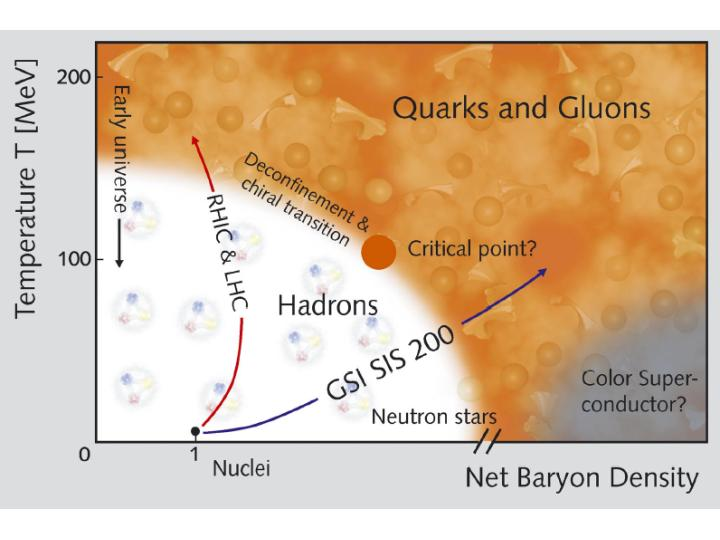 Temperature T [MeV]
200
100
0
Early universe
Quarks and Gluons
Deconfinement &
chiral transition
RHIC & LHC
Critical point?
Hadrons
GSI SIS 200
Color Super-
conductor?
Neutron stars
1
Nuclei
Net Baryon Density